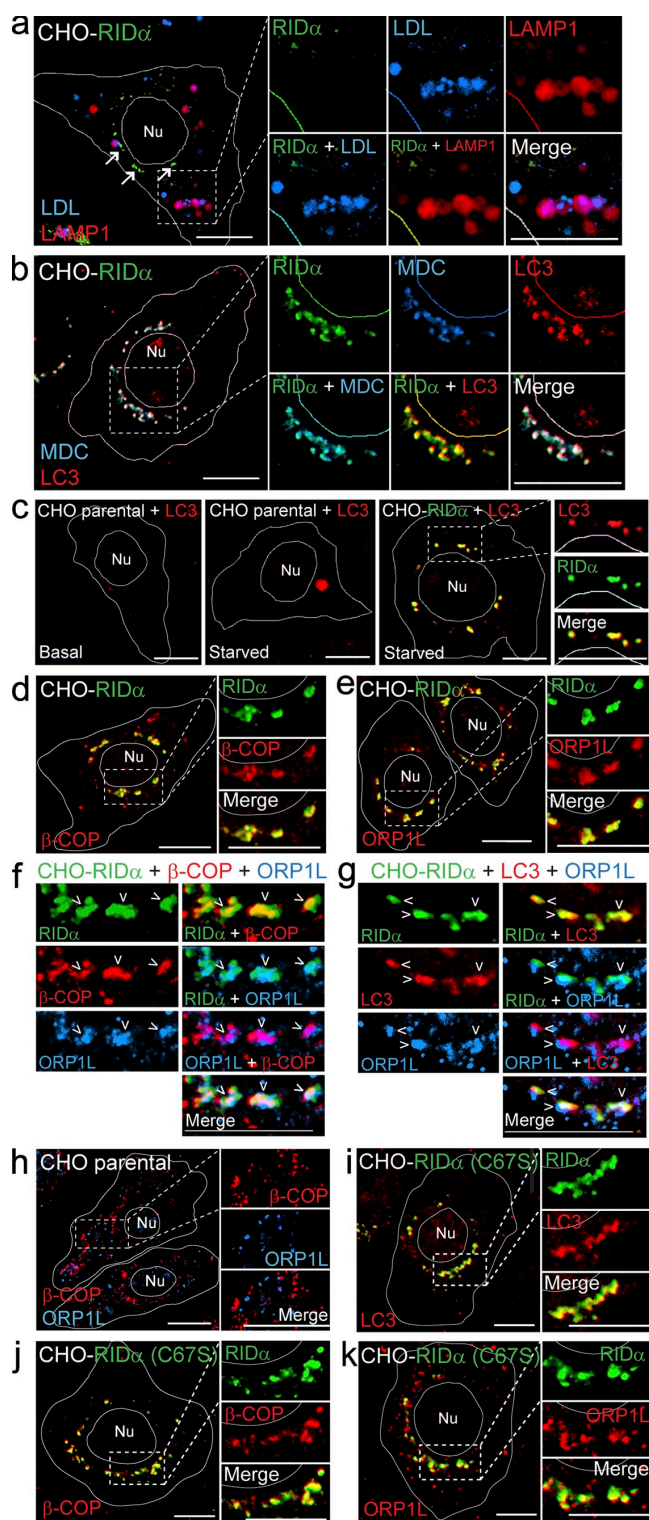 a
CHO-RIDα
RIDα
LDL
LAMP1
Nu
RIDα + LDL
RIDα + LAMP1
Merge
LDL
LAMP1
b
CHO-RIDα
RIDα
MDC
LC3
Nu
RIDα + MDC
RIDα + LC3
Merge
MDC
LC3
c
CHO parental + LC3
CHO parental + LC3
CHO-RIDα + LC3
LC3
Nu
Nu
Nu
RIDα
Merge
Basal
Starved
Starved
d
CHO-RIDα
RIDα
Nu
β-COP
Merge
β-COP
e
CHO-RIDα
RIDα
Nu
Nu
ORP1L
Merge
ORP1L
f
CHO-RIDα + β-COP + ORP1L
RIDα
RIDα + β-COP
β-COP
RIDα + ORP1L
ORP1L
ORP1L + β-COP
Merge
g
CHO-RIDα + LC3 + ORP1L
RIDα
RIDα + LC3
LC3
RIDα + ORP1L
ORP1L
ORP1L + LC3
Merge
h
CHO parental
β-COP
Nu
ORP1L
Nu
β-COP
ORP1L
Merge
i
CHO-RIDα (C67S)
RIDα
Nu
LC3
Merge
LC3
j
CHO-RIDα (C67S)
RIDα
Nu
β-COP
Merge
β-COP
k
CHO-RIDα (C67S)
RIDα
Nu
ORP1L
Merge
ORP1L